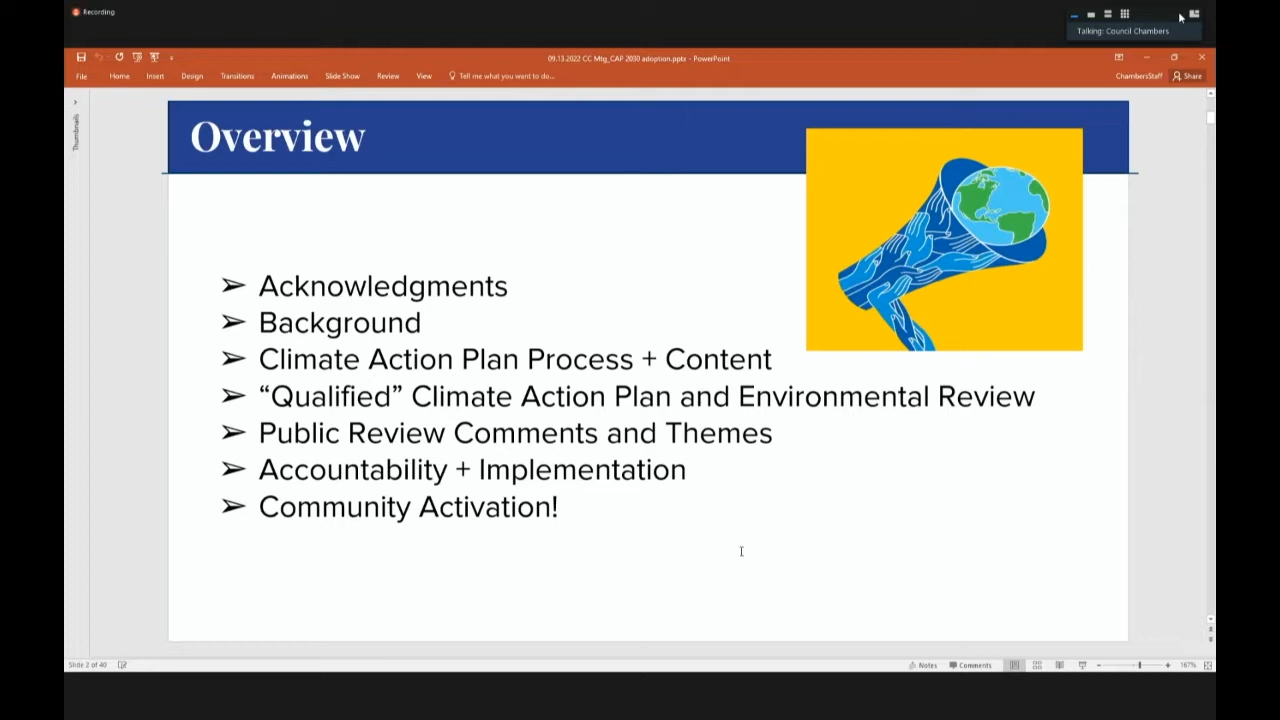 Recording
Talking: Council Chambers
09.13.2022 CC Mtg_CAP 2030 adoption.pptx - PowerPoint
File Home Insert Design Transitions Animations Slide Show Review View Tell me what you want to do... ChambersStaff Share
Thumbnails
Overview
➢ Acknowledgments
➢ Background
➢ Climate Action Plan Process + Content
➢ “Qualified” Climate Action Plan and Environmental Review
➢ Public Review Comments and Themes
➢ Accountability + Implementation
➢ Community Activation!
Slide 2 of 40 Notes Comments 167%